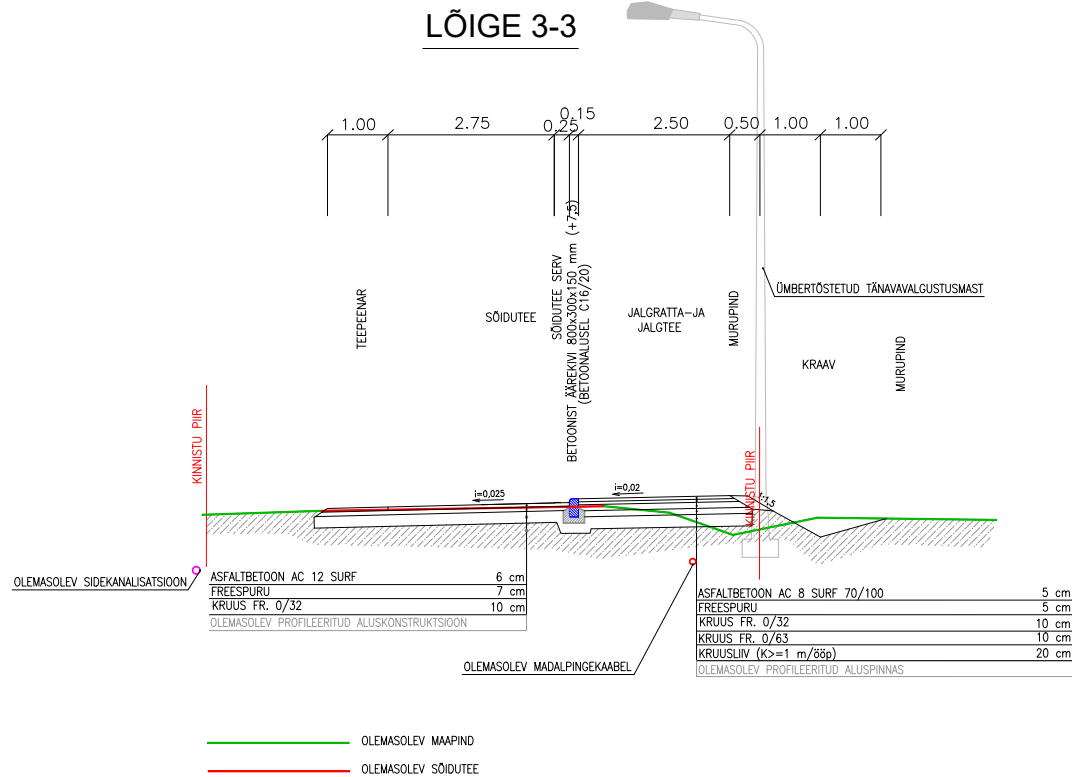 LÕIGE 3-3
1.00
2.75
0.25
0.15
2.50
0.50
1.00
1.00
TEEPEENAR
SÕIDUTEE
SÕIDUTEE SERV
BETOONIST ÄÄREKIVI 800x300x150 mm (+7,5)
(BETOONALUSEL C16/20)
JALGRATTA-JA
JALGTEE
MURUPIND
ÜMBERTÕSTETUD TÄNAVAVALGUSTUSMAST
KRAAV
MURUPIND
KINNISTU PIIR
KINNISTU PIIR
i=0,025
i=0,02
1:1,5
OLEMASOLEV SIDEKANALISATSIOON
ASFALTBETOON AC 12 SURF 6 cm
FREESPURU 7 cm
KRUUS FR. 0/32 10 cm
OLEMASOLEV PROFILEERITUD ALUSKONSTRUKTSIOON
OLEMASOLEV MADALPINGEKAABEL
ASFALTBETOON AC 8 SURF 70/100 5 cm
FREESPURU 5 cm
KRUUS FR. 0/32 10 cm
KRUUS FR. 0/63 10 cm
KRUUSLIIV (K>=1 m/ööp) 20 cm
OLEMASOLEV PROFILEERITUD ALUSPINNAS
OLEMASOLEV MAAPIND
OLEMASOLEV SÕIDUTEE